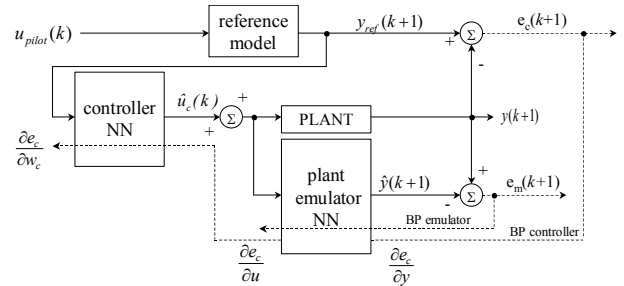 u_pilot(k)
reference
model
y_ref(k+1)
+
Σ
e_c(k+1)
-
controller
NN
û_c(k)
+
+
Σ
PLANT
y(k+1)
∂e_c
∂w_c
plant
emulator
NN
ŷ(k+1)
+
-
Σ
e_m(k+1)
BP emulator
BP controller
∂e_c
∂u
∂e_c
∂y